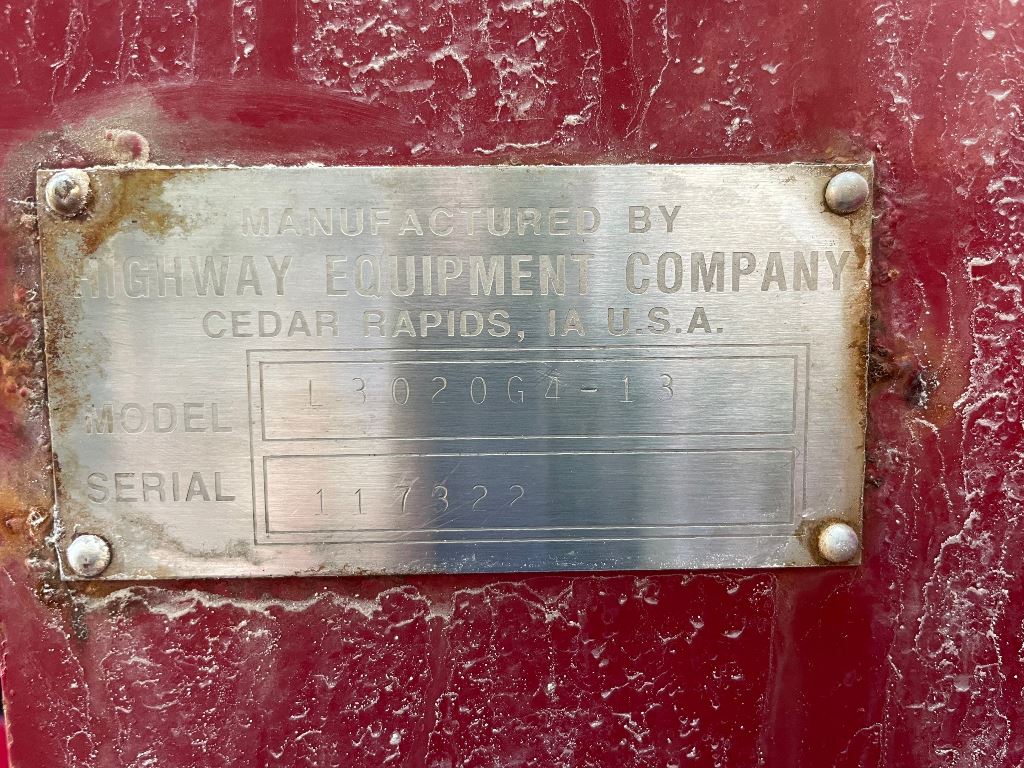 MANUFACTURED BY
HIGHWAY EQUIPMENT COMPANY
CEDAR RAPIDS, IA U.S.A.
MODEL L3020G4-13
SERIAL 117322